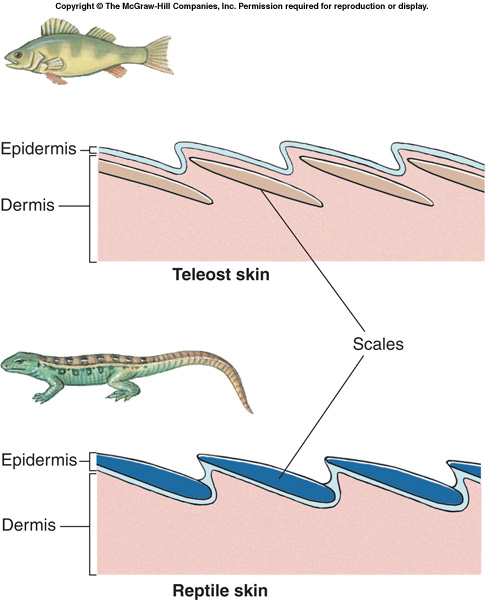 Copyright © The McGraw-Hill Companies, Inc. Permission required for reproduction or display.
Epidermis
Dermis
Teleost skin
Scales
Epidermis
Dermis
Reptile skin